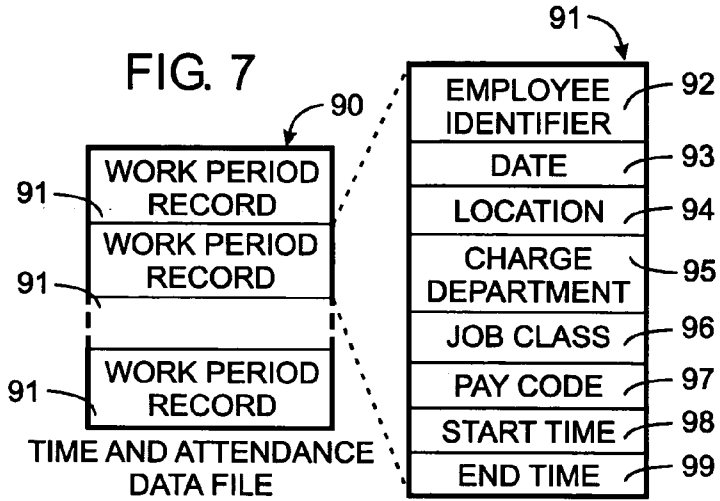 FIG. 7
90
WORK PERIOD
RECORD
91
WORK PERIOD
RECORD
91
WORK PERIOD
RECORD
91
TIME AND ATTENDANCE
DATA FILE
91
EMPLOYEE
IDENTIFIER
92
DATE
93
LOCATION
94
CHARGE
DEPARTMENT
95
JOB CLASS
96
PAY CODE
97
START TIME
98
END TIME
99